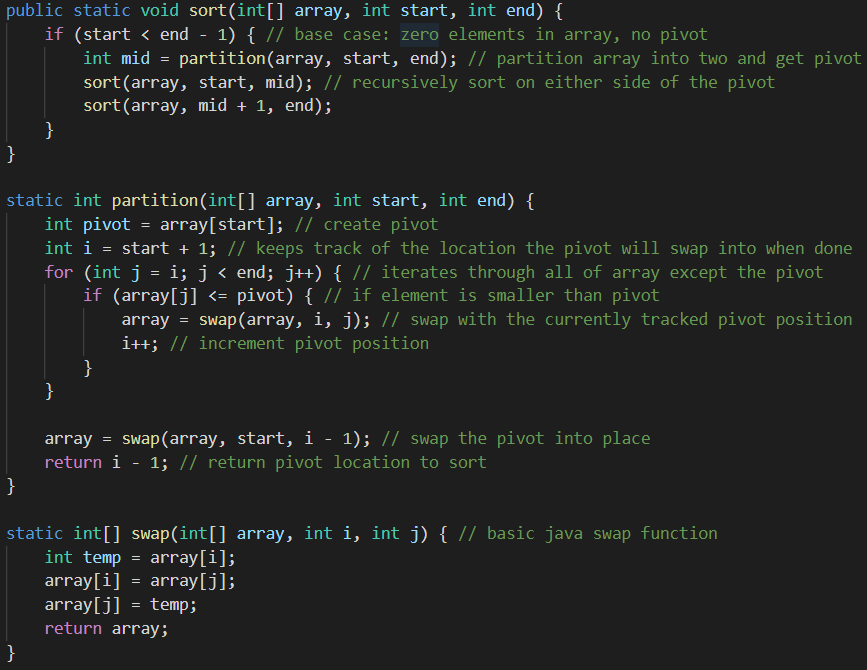 public static void sort(int[] array, int start, int end) {
    if (start < end - 1) { // base case: zero elements in array, no pivot
        int mid = partition(array, start, end); // partition array into two and get pivot
        sort(array, start, mid); // recursively sort on either side of the pivot
        sort(array, mid + 1, end);
    }
}

static int partition(int[] array, int start, int end) {
    int pivot = array[start]; // create pivot
    int i = start + 1; // keeps track of the location the pivot will swap into when done
    for (int j = i; j < end; j++) { // iterates through all of array except the pivot
        if (array[j] <= pivot) { // if element is smaller than pivot
            array = swap(array, i, j); // swap with the currently tracked pivot position
            i++; // increment pivot position
        }
    }

    array = swap(array, start, i - 1); // swap the pivot into place
    return i - 1; // return pivot location to sort
}

static int[] swap(int[] array, int i, int j) { // basic java swap function
    int temp = array[i];
    array[i] = array[j];
    array[j] = temp;
    return array;
}